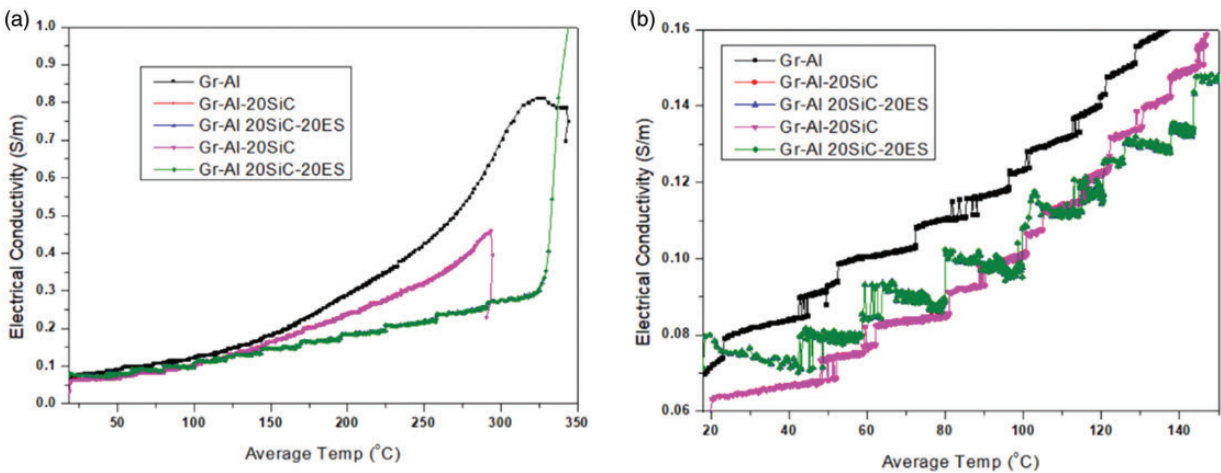 (a)
1.0
0.9
0.8
0.7
0.6
0.5
0.4
0.3
0.2
0.1
0.0
Electrical Conductivity (S/m)
Gr-Al
Gr-Al-20SiC
Gr-Al 20SiC-20ES
Gr-Al-20SiC
Gr-Al 20SiC-20ES
50 100 150 200 250 300 350
Average Temp (°C)
(b)
0.16
0.14
0.12
0.10
0.08
0.06
Electrical Conductivity (S/m)
Gr-Al
Gr-Al-20SiC
Gr-Al 20SiC-20ES
Gr-Al-20SiC
Gr-Al 20SiC-20ES
20 40 60 80 100 120 140
Average Temp (°C)